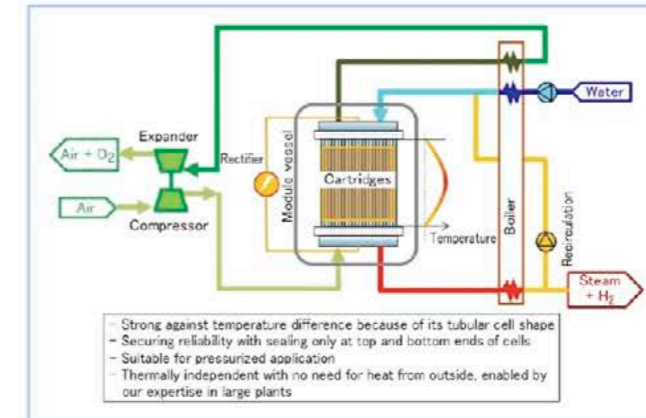 Water
Expander
Air + O2
Rectifier
Module vessel
Cartridges
Air
Compressor
Temperature
Boiler
Recirculation
Steam
+ H2
- Strong against temperature difference because of its tubular cell shape
- Securing reliability with sealing only at top and bottom ends of cells
- Suitable for pressurized application
- Thermally independent with no need for heat from outside, enabled by
our expertise in large plants